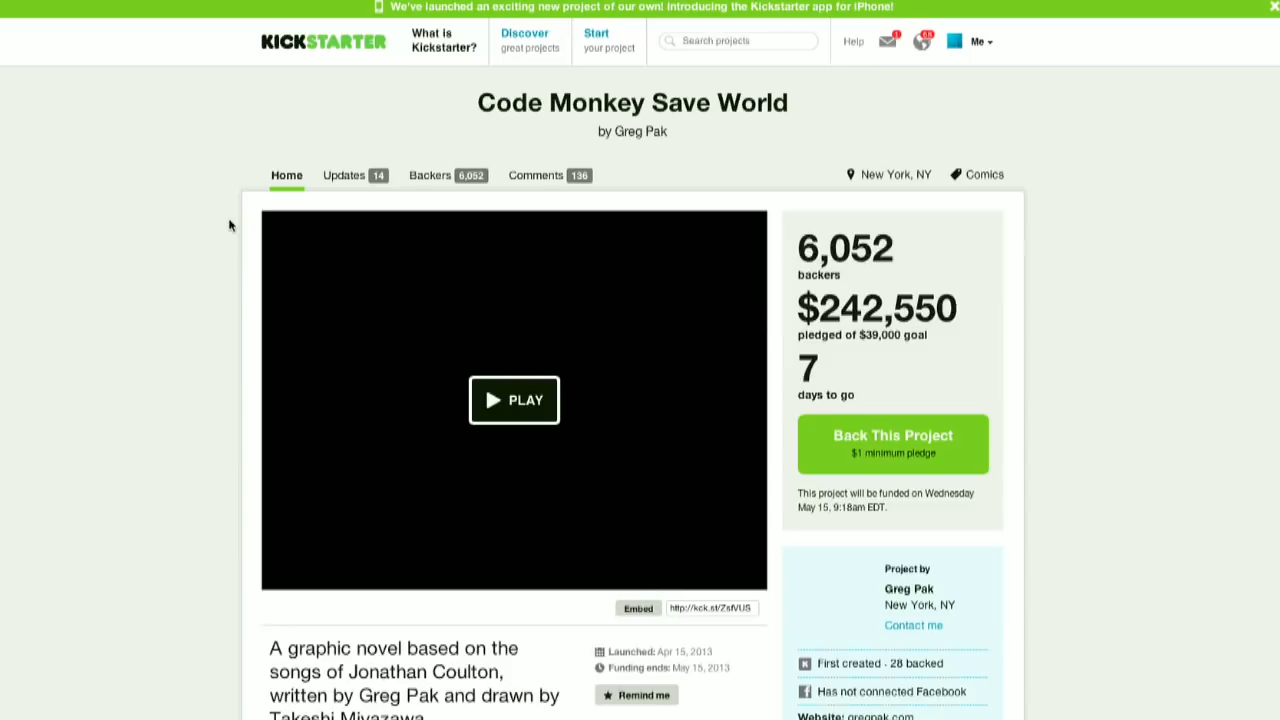 We've launched an exciting new project of our own! Introducing the Kickstarter app for iPhone!
KICKSTARTER
What is
Kickstarter?
Discover
great projects
Start
your project
Search projects
Help
1
Me
Code Monkey Save World
by Greg Pak
Home
Updates 14
Backers 6,052
Comments 136
New York, NY
Comics
PLAY
6,052
backers
$242,550
pledged of $39,000 goal
7
days to go
Back This Project
$1 minimum pledge
This project will be funded on Wednesday
May 15, 9:18am EDT.
Embed
http://kck.st/ZsfVUS
Project by
Greg Pak
New York, NY
Contact me
A graphic novel based on the
songs of Jonathan Coulton,
written by Greg Pak and drawn by
Takeshi Miyazawa
Launched: Apr 15, 2013
Funding ends: May 15, 2013
Remind me
First created · 28 backed
Has not connected Facebook
Website: gregpak.com